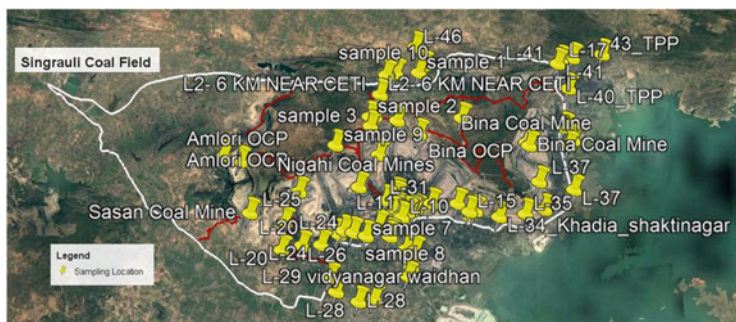 L-46
43_TPP
L-17
L-41
sample 10
sample 1
Singrauli Coal Field
L-41
L2- 6 KM NEAR CETI
L2- 6 KM NEAR CETI
L-40_TPP
sample 3
sample 2
Bina Coal Mine
Amlori OCP
sample 9
Bina Coal Mine
Amlori OCP
Nigahi Coal Mines
Bina OCP
L-37
L-25
L-31
L-37
Sasan Coal Mine
L-11
L-10
L-15
L-35
L-20
L-24
sample 7
L-34_Khadia_shaktinagar
Legend
Sampling Location
L-20
L-24
L-26
sample 8
L-29 vidyanagar waidhan
L-28
L-28